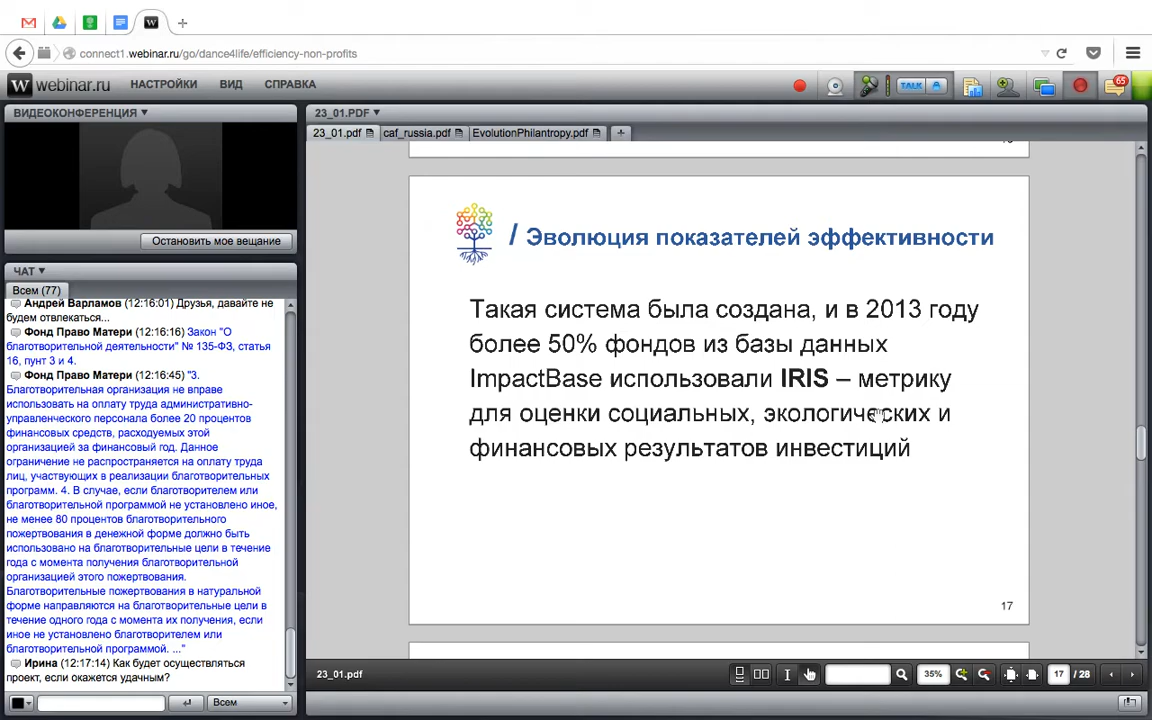 connect1.webinar.ru/go/dance4life/efficiency-non-profits
W webinar.ru
НАСТРОЙКИ
ВИД
СПРАВКА
TALK
65
ВИДЕОКОНФЕРЕНЦИЯ
Остановить мое вещание
ЧАТ
Всем (77)
Андрей Варламов (12:16:01) Друзья, давайте не
будем отвлекаться...
Фонд Право Матери (12:16:16) Закон "О
благотворительной деятельности" № 135-ФЗ, статья
16, пунт 3 и 4.
Фонд Право Матери (12:16:45) "3.
Благотворительная организация не вправе
использовать на оплату труда административно-
управленческого персонала более 20 процентов
финансовых средств, расходуемых этой
организацией за финансовый год. Данное
ограничение не распространяется на оплату труда
лиц, участвующих в реализации благотворительных
программ. 4. В случае, если благотворителем или
благотворительной программой не установлено иное,
не менее 80 процентов благотворительного
пожертвования в денежной форме должно быть
использовано на благотворительные цели в течение
года с момента получения благотворительной
организацией этого пожертвования.
Благотворительные пожертвования в натуральной
форме направляются на благотворительные цели в
течение одного года с момента их получения, если
иное не установлено благотворителем или
благотворительной программой. ..."
Ирина (12:17:14) Как будет осуществляться
проект, если окажется удачным?
Всем
23_01.PDF
23_01.pdf
caf_russia.pdf
EvolutionPhilantropy.pdf
/ Эволюция показателей эффективности
Такая система была создана, и в 2013 году
более 50% фондов из базы данных
ImpactBase использовали IRIS – метрику
для оценки социальных, экологических и
финансовых результатов инвестиций
17
23_01.pdf
35%
17 / 28